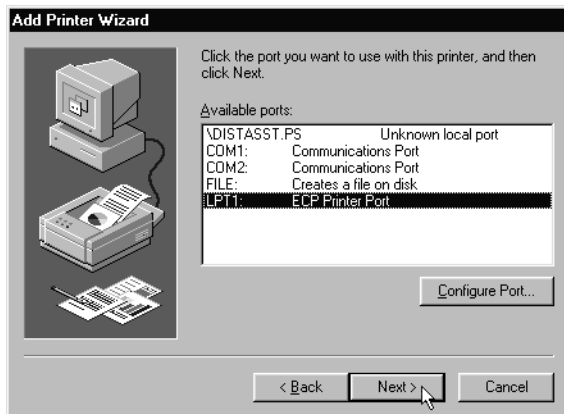 Add Printer Wizard
Click the port you want to use with this printer, and then
click Next.
Available ports:
\DISTASST.PS Unknown local port
COM1: Communications Port
COM2: Communications Port
FILE: Creates a file on disk
LPT1: ECP Printer Port
Configure Port...
< Back Next > Cancel